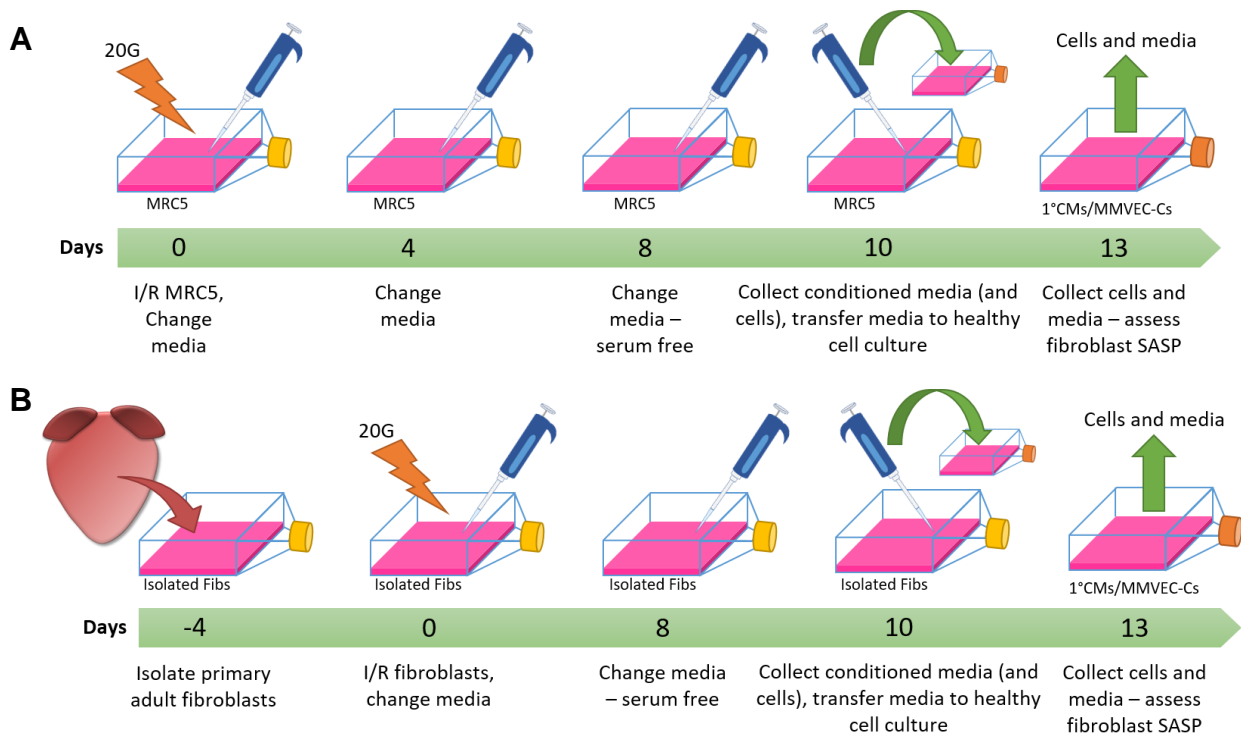 A
20G
Cells and media
MRC5
MRC5
MRC5
MRC5
1°CMs/MMVEC-Cs
Days 0 4 8 10 13
I/R MRC5,
Change
media
Change
media
Change
media –
serum free
Collect conditioned media (and
cells), transfer media to healthy
cell culture
Collect cells and
media – assess
fibroblast SASP
B
20G
Cells and media
Isolated Fibs
Isolated Fibs
Isolated Fibs
Isolated Fibs
1°CMs/MMVEC-Cs
Days -4 0 8 10 13
Isolate primary
adult fibroblasts
I/R fibroblasts,
change media
Change media
– serum free
Collect conditioned media (and
cells), transfer media to healthy
cell culture
Collect cells and
media – assess
fibroblast SASP